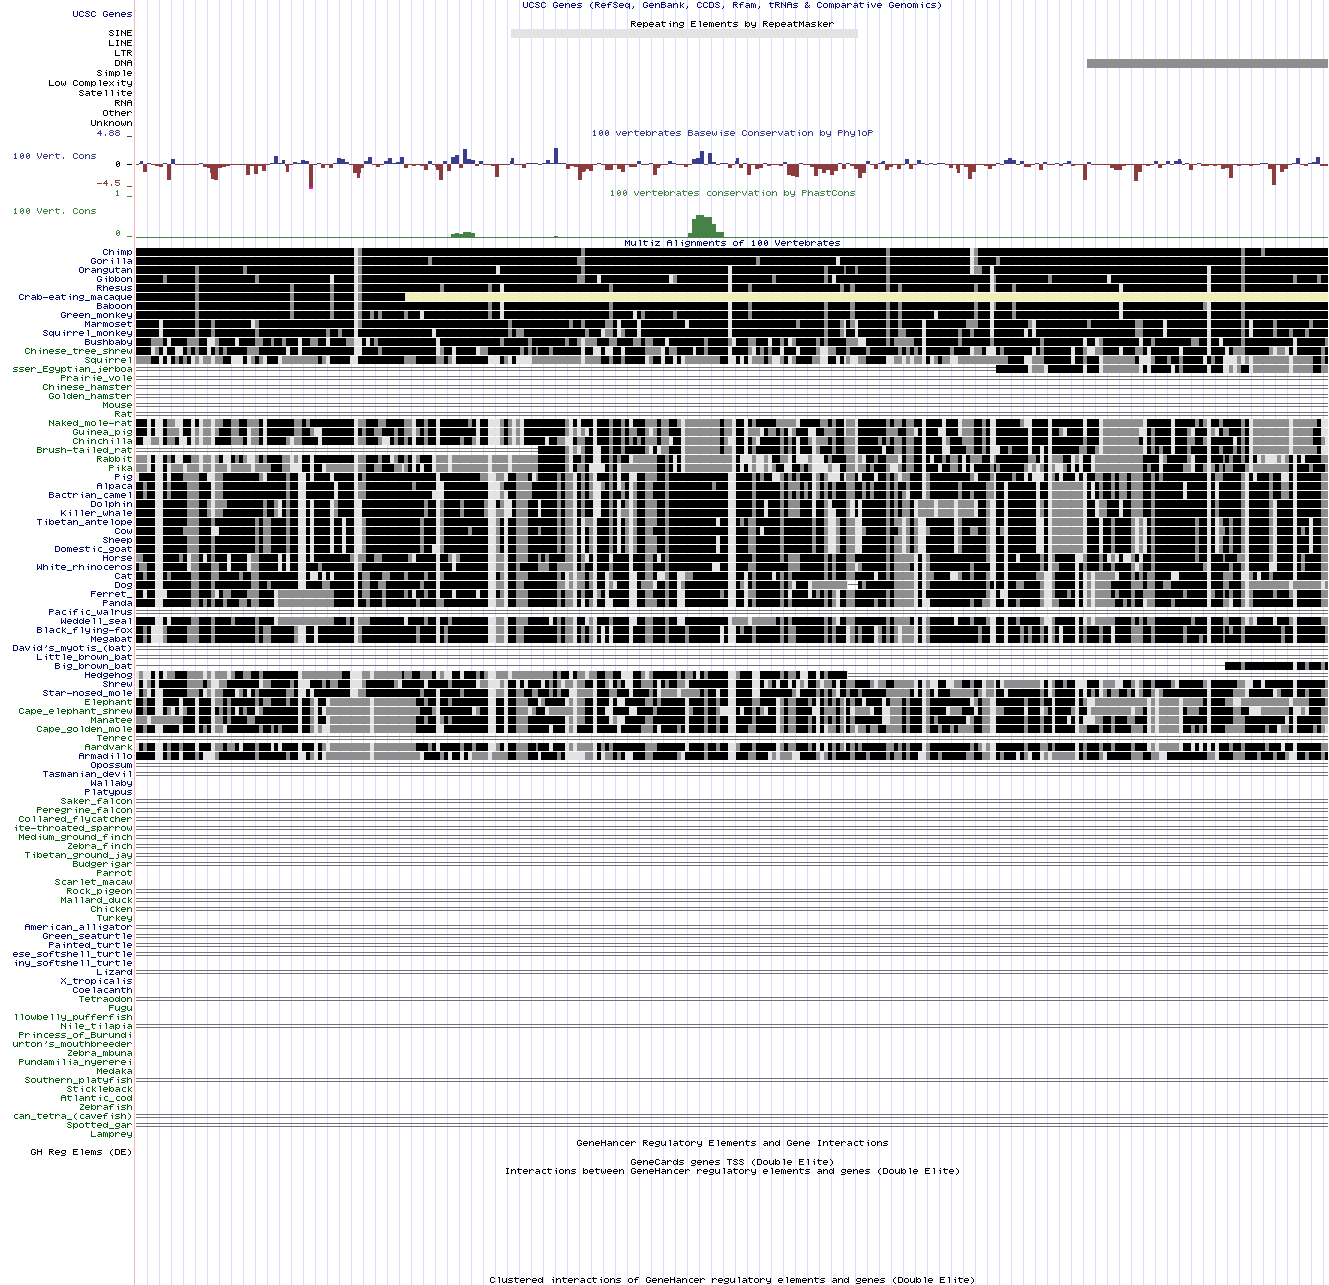 UCSC Genes (RefSeq, GenBank, CCDS, Rfam, tRNAs & Comparative Genomics)
UCSC Genes
Repeating Elements by RepeatMasker
SINE
LINE
LTR
DNA
Simple
Low Complexity
Satellite
RNA
Other
Unknown
4.88 _
100 vertebrates Basewise Conservation by PhyloP
100 Vert. Cons
0 _
-4.5 _
1 _
100 vertebrates conservation by PhastCons
100 Vert. Cons
0 _
Multiz Alignments of 100 Vertebrates
Chimp
Gorilla
Orangutan
Gibbon
Rhesus
Crab-eating_macaque
Baboon
Green_monkey
Marmoset
Squirrel_monkey
Bushbaby
Chinese_tree_shrew
Squirrel
sser_Egyptian_jerboa
Prairie_vole
Chinese_hamster
Golden_hamster
Mouse
Rat
Naked_mole-rat
Guinea_pig
Chinchilla
Brush-tailed_rat
Rabbit
Pika
Pig
Alpaca
Bactrian_camel
Dolphin
Killer_whale
Tibetan_antelope
Cow
Sheep
Domestic_goat
Horse
White_rhinoceros
Cat
Dog
Ferret_
Panda
Pacific_walrus
Weddell_seal
Black_flying-fox
Megabat
David's_myotis_(bat)
Little_brown_bat
Big_brown_bat
Hedgehog
Shrew
Star-nosed_mole
Elephant
Cape_elephant_shrew
Manatee
Cape_golden_mole
Tenrec
Aardvark
Armadillo
Opossum
Tasmanian_devil
Wallaby
Platypus
Saker_falcon
Peregrine_falcon
Collared_flycatcher
ite-throated_sparrow
Medium_ground_finch
Zebra_finch
Tibetan_ground_jay
Budgerigar
Parrot
Scarlet_macaw
Rock_pigeon
Mallard_duck
Chicken
Turkey
American_alligator
Green_seaturtle
Painted_turtle
ese_softshell_turtle
iny_softshell_turtle
Lizard
X_tropicalis
Coelacanth
Tetraodon
Fugu
llowbelly_pufferfish
Nile_tilapia
Princess_of_Burundi
urton's_mouthbreeder
Zebra_mbuna
Pundamilia_nyererei
Medaka
Southern_platyfish
Stickleback
Atlantic_cod
Zebrafish
can_tetra_(cavefish)
Spotted_gar
Lamprey
GeneHancer Regulatory Elements and Gene Interactions
GH Reg Elems (DE)
GeneCards genes TSS (Double Elite)
Interactions between GeneHancer regulatory elements and genes (Double Elite)
Clustered interactions of GeneHancer regulatory elements and genes (Double Elite)